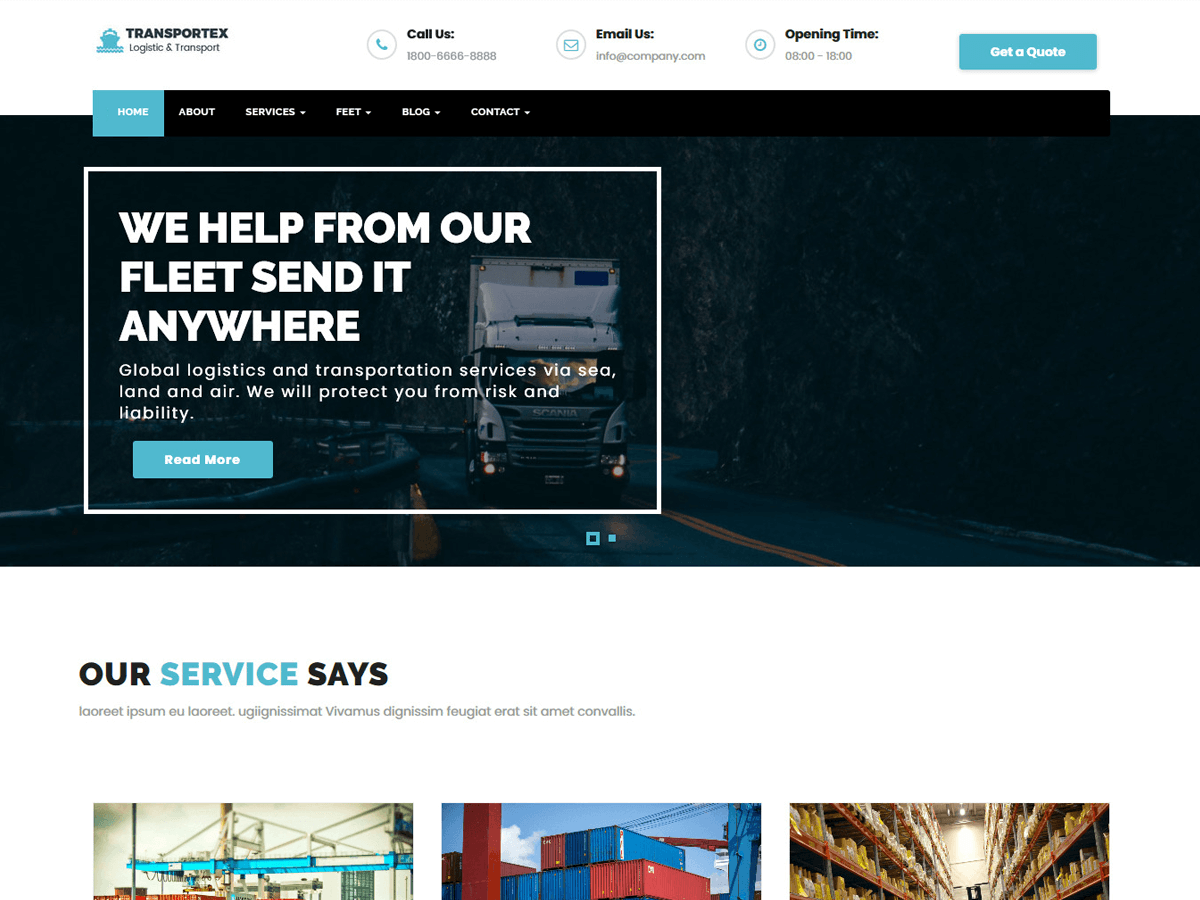 TRANSPORTEX
Logistic & Transport
Call Us:
1800-6666-8888
Email Us:
info@company.com
Opening Time:
08:00 - 18:00
Get a Quote
HOME ABOUT SERVICES FEET BLOG CONTACT
WE HELP FROM OUR
FLEET SEND IT
ANYWHERE
Global logistics and transportation services via sea,
land and air. We will protect you from risk and
liability.
SCANIA
Read More
OUR SERVICE SAYS
laoreet ipsum eu laoreet. ugiignissimat Vivamus dignissim feugiat erat sit amet convallis.